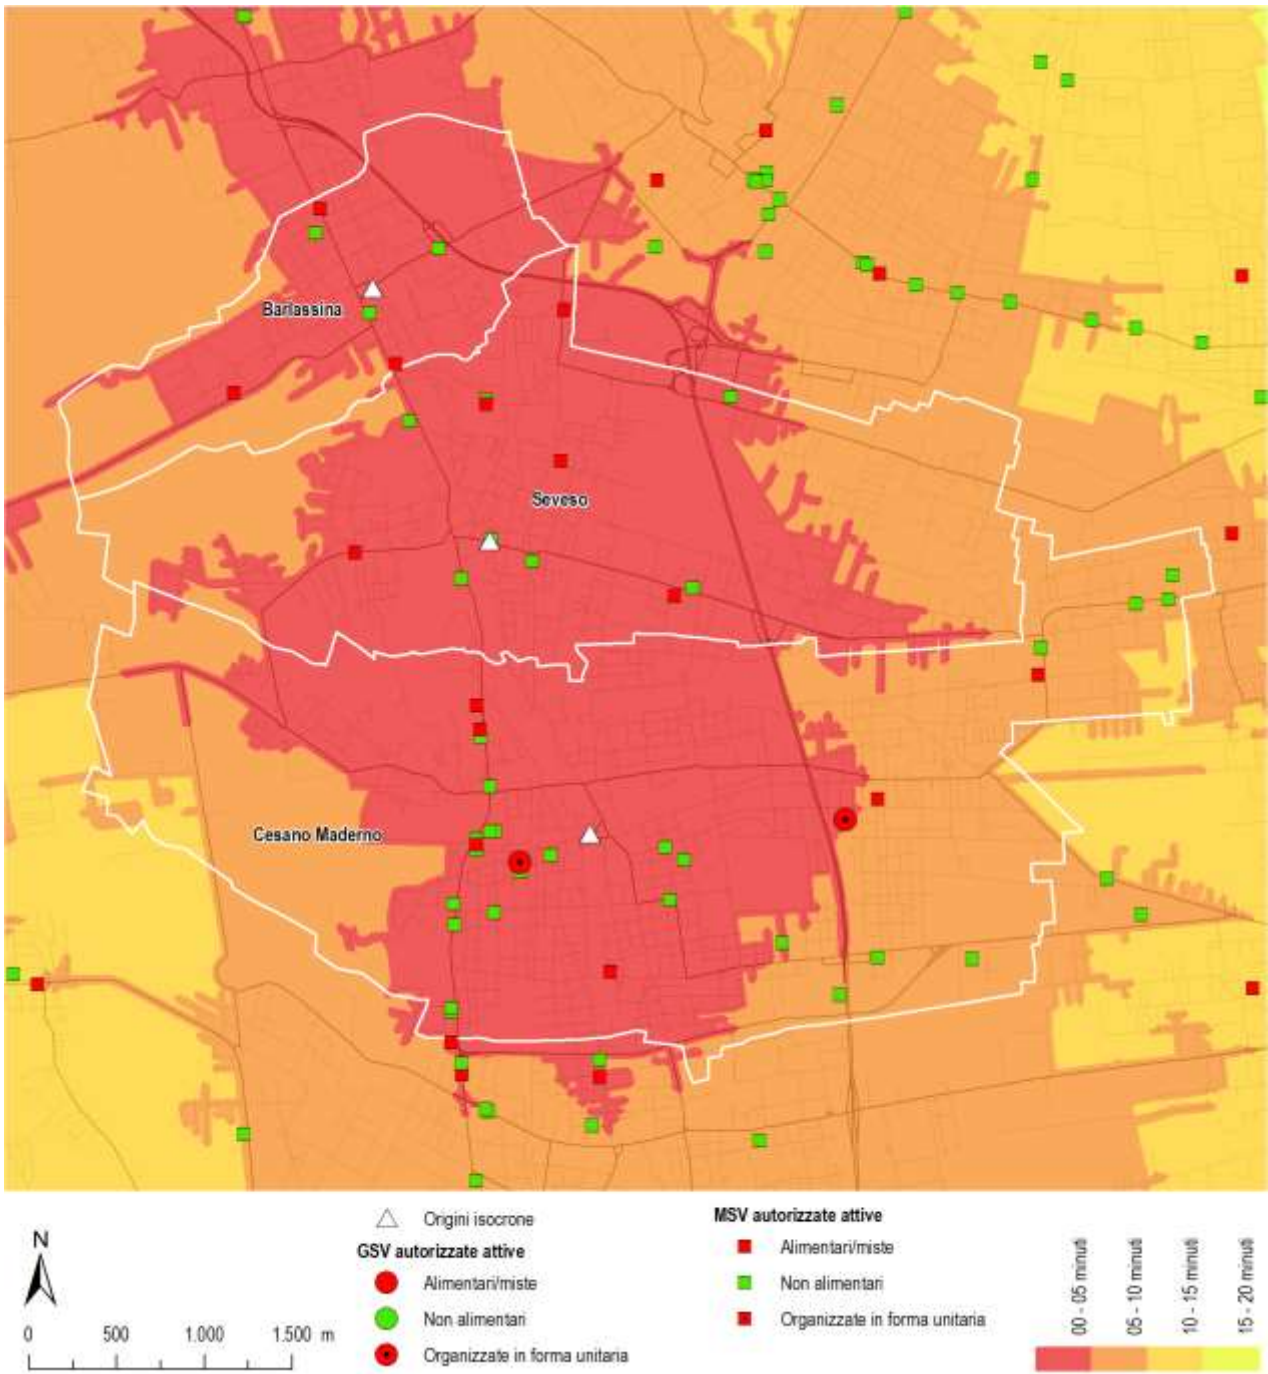 Barlassina
Seveso
Cesano Maderno
N
0 500 1.000 1.500 m
Origini isocrone
GSV autorizzate attive
Alimentari/miste
Non alimentari
Organizzate in forma unitaria
MSV autorizzate attive
Alimentari/miste
Non alimentari
Organizzate in forma unitaria
00 - 05 minuti
05 - 10 minuti
10 - 15 minuti
15 - 20 minuti